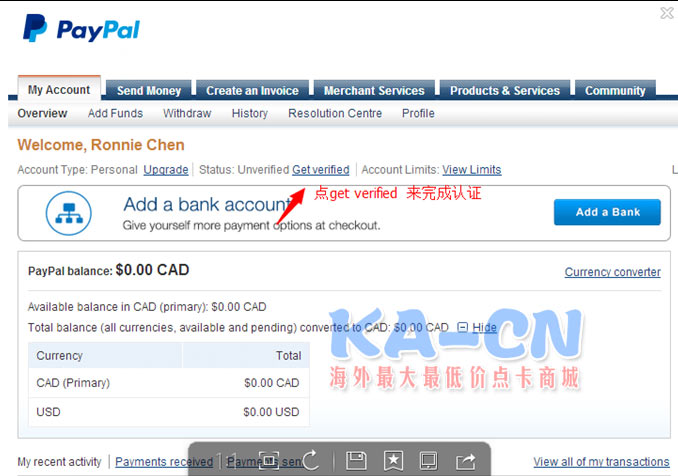 PayPal
My Account Send Money Create an Invoice Merchant Services Products & Services Community
Overview Add Funds Withdraw History Resolution Centre Profile
Welcome, Ronnie Chen
Account Type: Personal Upgrade Status: Unverified Get verified Account Limits: View Limits L
点get verified 来完成认证
Add a bank account
Give yourself more payment options at checkout.
Add a Bank
PayPal balance: $0.00 CAD Currency converter
Available balance in CAD (primary): $0.00 CAD
Total balance (all currencies, available and pending) converted to CAD: $0.00 CAD Hide
KA-CN
海外最大最低价点卡商城
Currency Total
CAD (Primary) $0.00 CAD
USD $0.00 USD
My recent activity Payments received Payments sent View all of my transactions
1:1